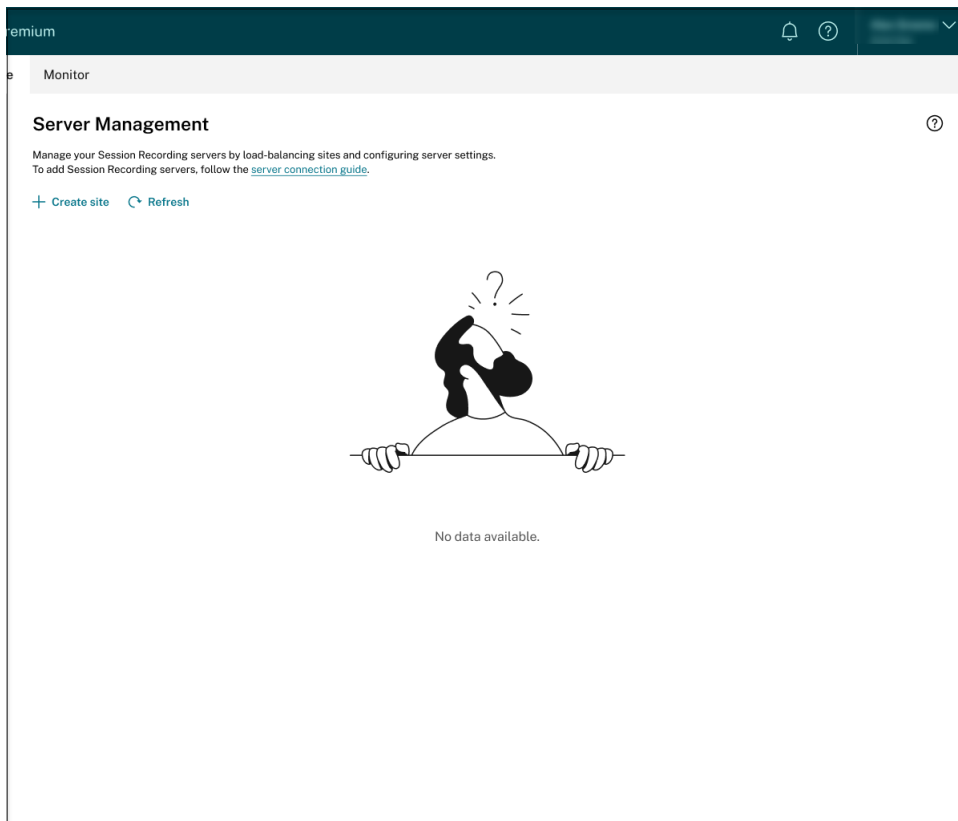 remium
e
Monitor
Server Management
Manage your Session Recording servers by load-balancing sites and configuring server settings.
To add Session Recording servers, follow the server connection guide.
Create site
Refresh
No data available.